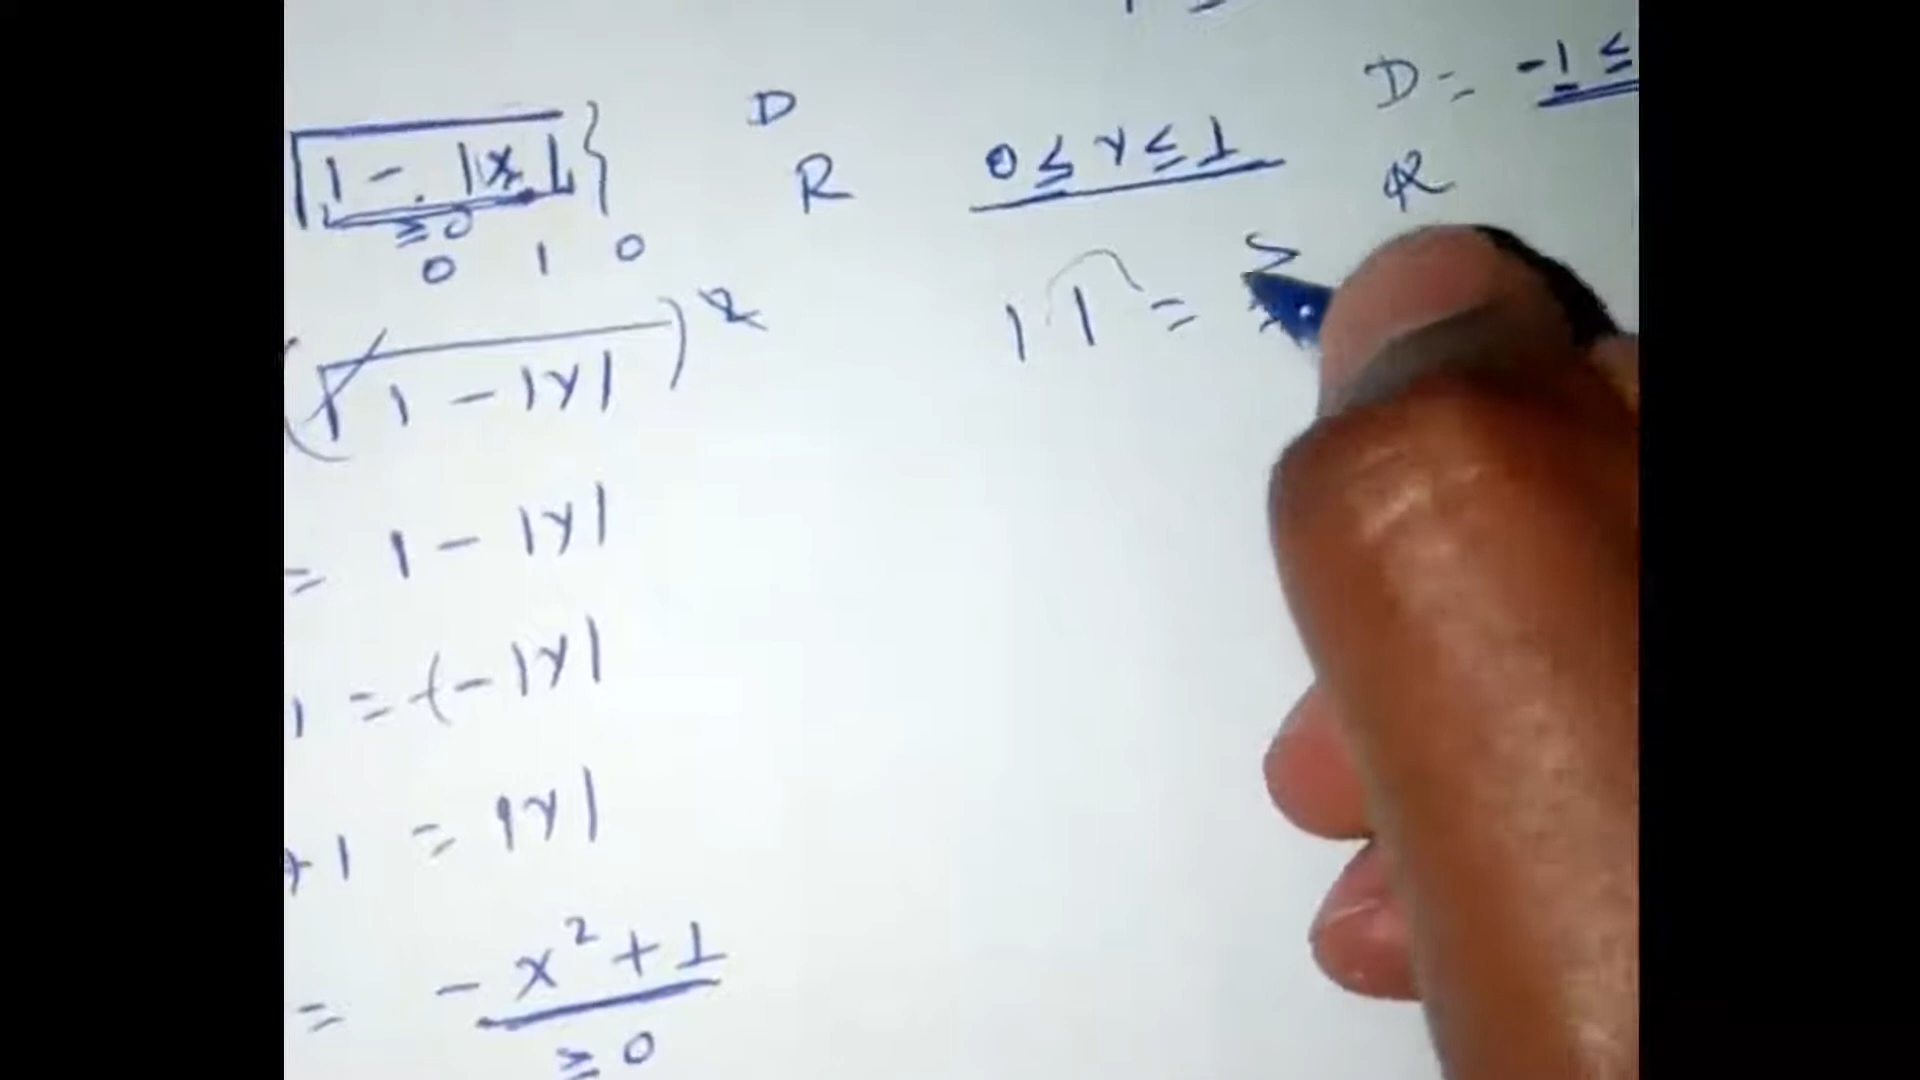 D = -1 ≤
√1 - |x| } D
≥ 0 R 0 ≤ y ≤ 1 R
0 1 0
(√1 - |y|)² | | = ≥
= 1 - |y|
1 = (-|y|
+1 = |y|
= -x² + 1
≥ 0